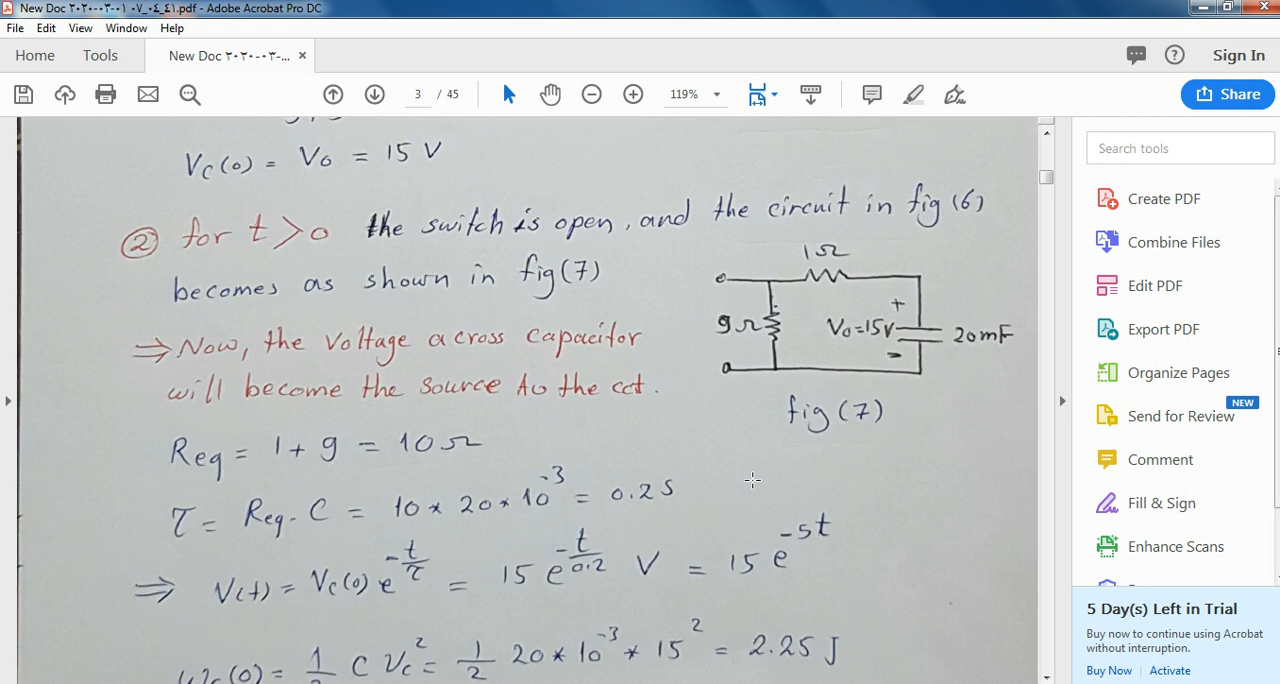 New Doc ٢٠٢٠-٠٣-٠١ ٠٧_٠٤_٤١.pdf - Adobe Acrobat Pro DC
File Edit View Window Help
Home Tools New Doc ٢٠٢٠-٠٣-... × Sign In
3 / 45 119% Share
Vc(0) = V0 = 15 V
② for t>0 the switch is open, and the circuit in fig (6)
becomes as shown in fig(7)
⇒ Now, the voltage across capacitor
will become the source to the cct.
1Ω
9Ω
+
V0=15V
-
20mF
fig(7)
Req = 1+9 = 10Ω
τ = Req. C = 10 * 20 * 10^-3 = 0.2 s
⇒ V(t) = Vc(0) e^-t/τ = 15 e^-t/0.2 V = 15 e^-5t
Wc(0) = 1/2 C Vc^2 = 1/2 20*10^-3 * 15^2 = 2.25 J
Search tools
Create PDF
Combine Files
Edit PDF
Export PDF
Organize Pages
NEW
Send for Review
Comment
Fill & Sign
Enhance Scans
5 Day(s) Left in Trial
Buy now to continue using Acrobat
without interruption.
Buy Now | Activate